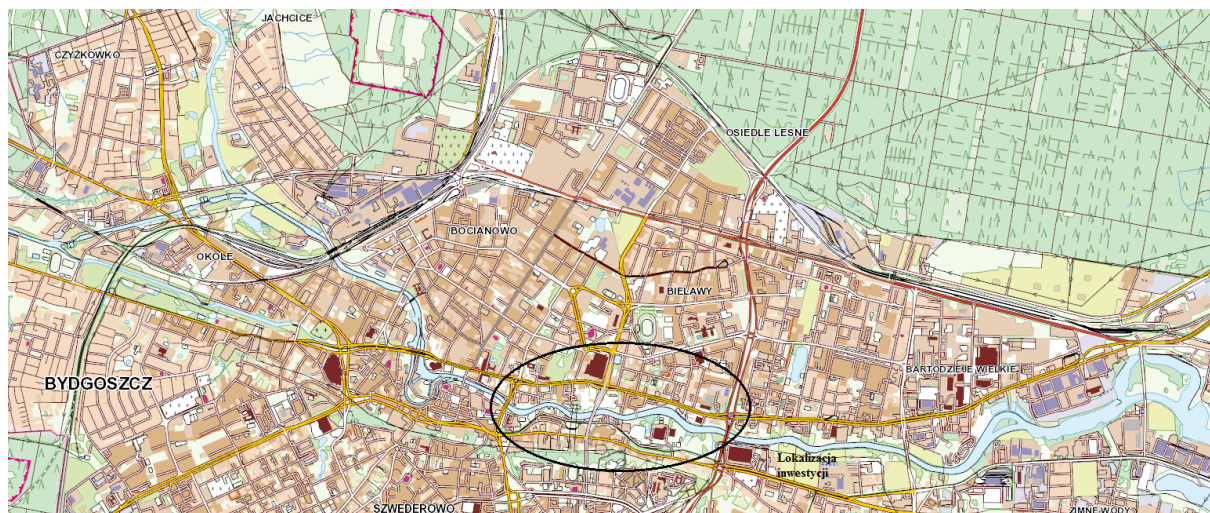 JACHCICE
CZYŻKÓWKO
OSIEDLE LEŚNE
BOCIANOWO
OKOLE
BIELAWY
BARTODZIEJE WIELKIE
BYDGOSZCZ
Lokalizacja
inwestycji
SZWEDEROWO
ZIMNE WODY